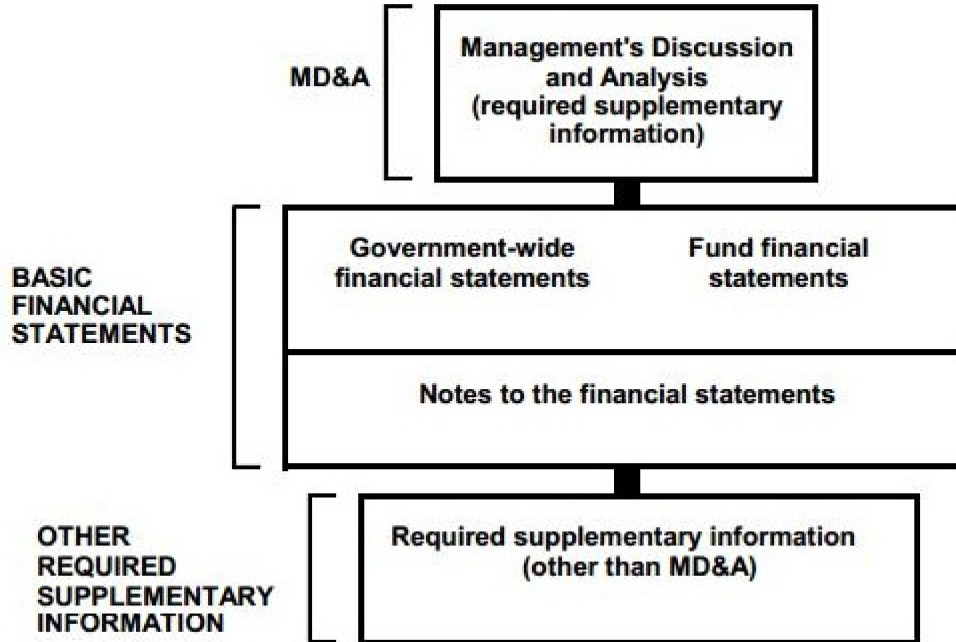 MD&A
Management's Discussion
and Analysis
(required supplementary
information)
BASIC
FINANCIAL
STATEMENTS
Government-wide
financial statements
Fund financial
statements
Notes to the financial statements
OTHER
REQUIRED
SUPPLEMENTARY
INFORMATION
Required supplementary information
(other than MD&A)